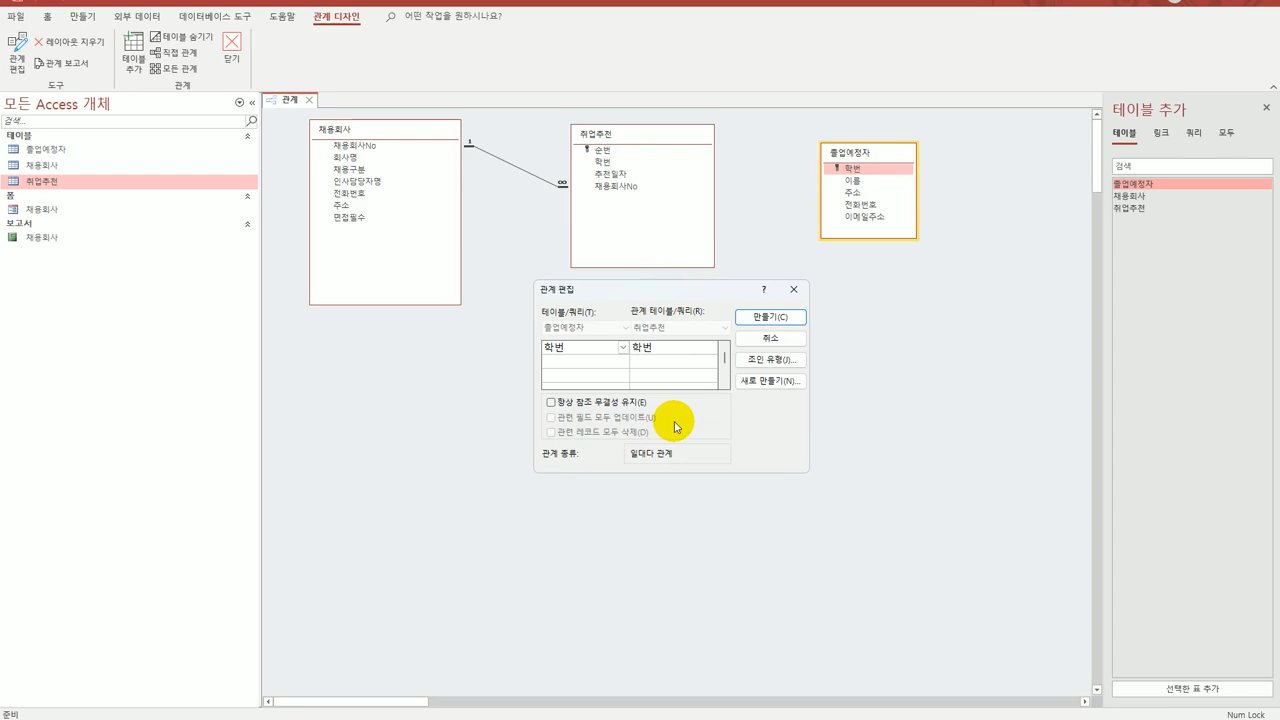 파일 홈 만들기 외부 데이터 데이터베이스 도구 도움말 관계 디자인 어떤 작업을 원하시나요?
관계 편집
레이아웃 지우기
관계 보고서
도구
테이블 추가
테이블 숨기기
직접 관계
모든 관계
닫기
관계
모든 Access 개체
검색...
테이블
졸업예정자
채용회사
취업추천
폼
채용회사
보고서
채용회사
관계
채용회사
채용회사No
회사명
채용구분
인사담당자명
전화번호
주소
면접필수
1
∞
취업추천
순번
학번
추천일자
채용회사No
졸업예정자
학번
이름
주소
전화번호
이메일주소
관계 편집 ?
테이블/쿼리(T): 관계 테이블/쿼리(R):
졸업예정자 취업추천
학번 학번
만들기(C)
취소
조인 유형(J)...
새로 만들기(N)...
항상 참조 무결성 유지(E)
관련 필드 모두 업데이트(U)
관련 레코드 모두 삭제(D)
관계 종류: 일대다 관계
테이블 추가
테이블 링크 쿼리 모두
검색
졸업예정자
채용회사
취업추천
선택한 표 추가
준비
Num Lock